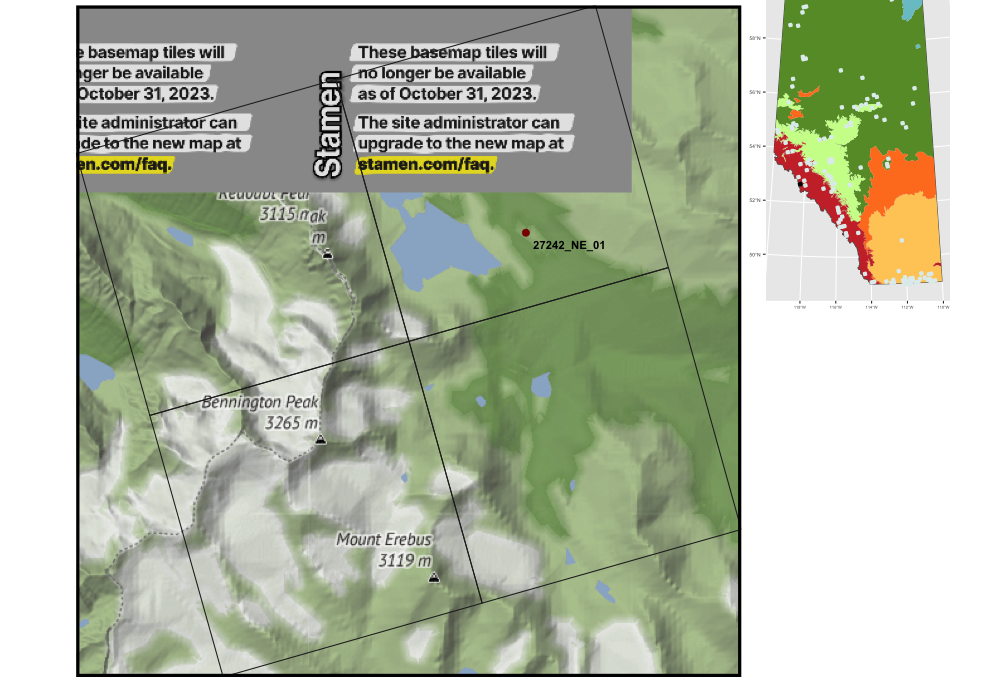 e basemap tiles will
nger be available
October 31, 2023.
ite administrator can
de to the new map at
en.com/faq.
Stamen
These basemap tiles will
no longer be available
as of October 31, 2023.
The site administrator can
upgrade to the new map at
stamen.com/faq.
Redoubt Peak
3115 m
ak
m
27242_NE_01
Bennington Peak
3265 m
Mount Erebus
3119 m
58°N
56°N
54°N
52°N
50°N
118°W
116°W
114°W
112°W
110°W